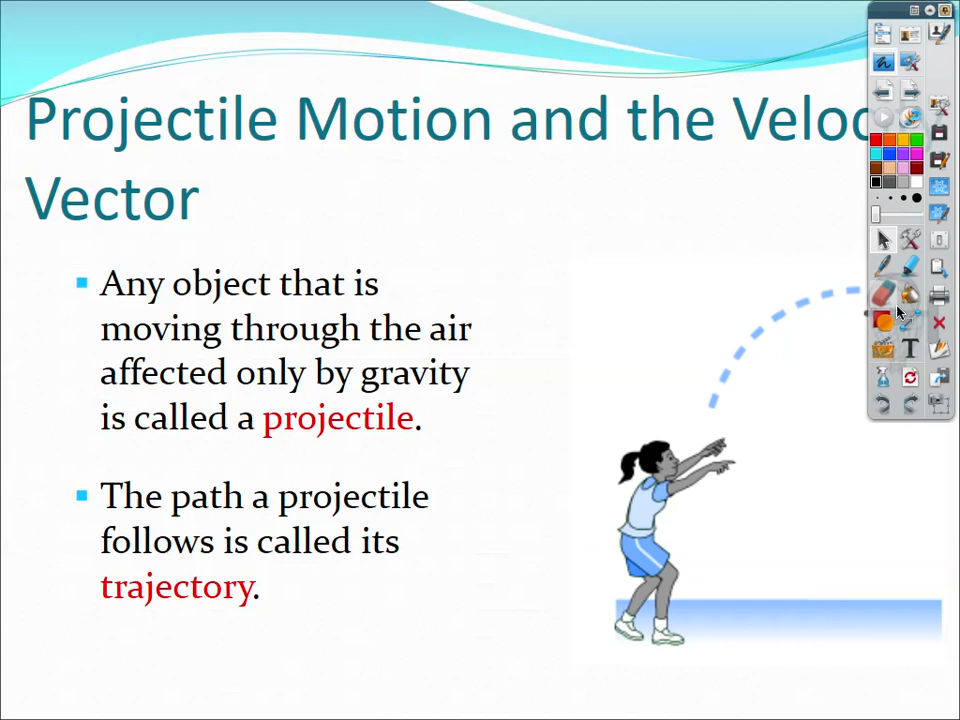 Projectile Motion and the Veloc
Vector
Any object that is
moving through the air
affected only by gravity
is called a projectile.
The path a projectile
follows is called its
trajectory.
T